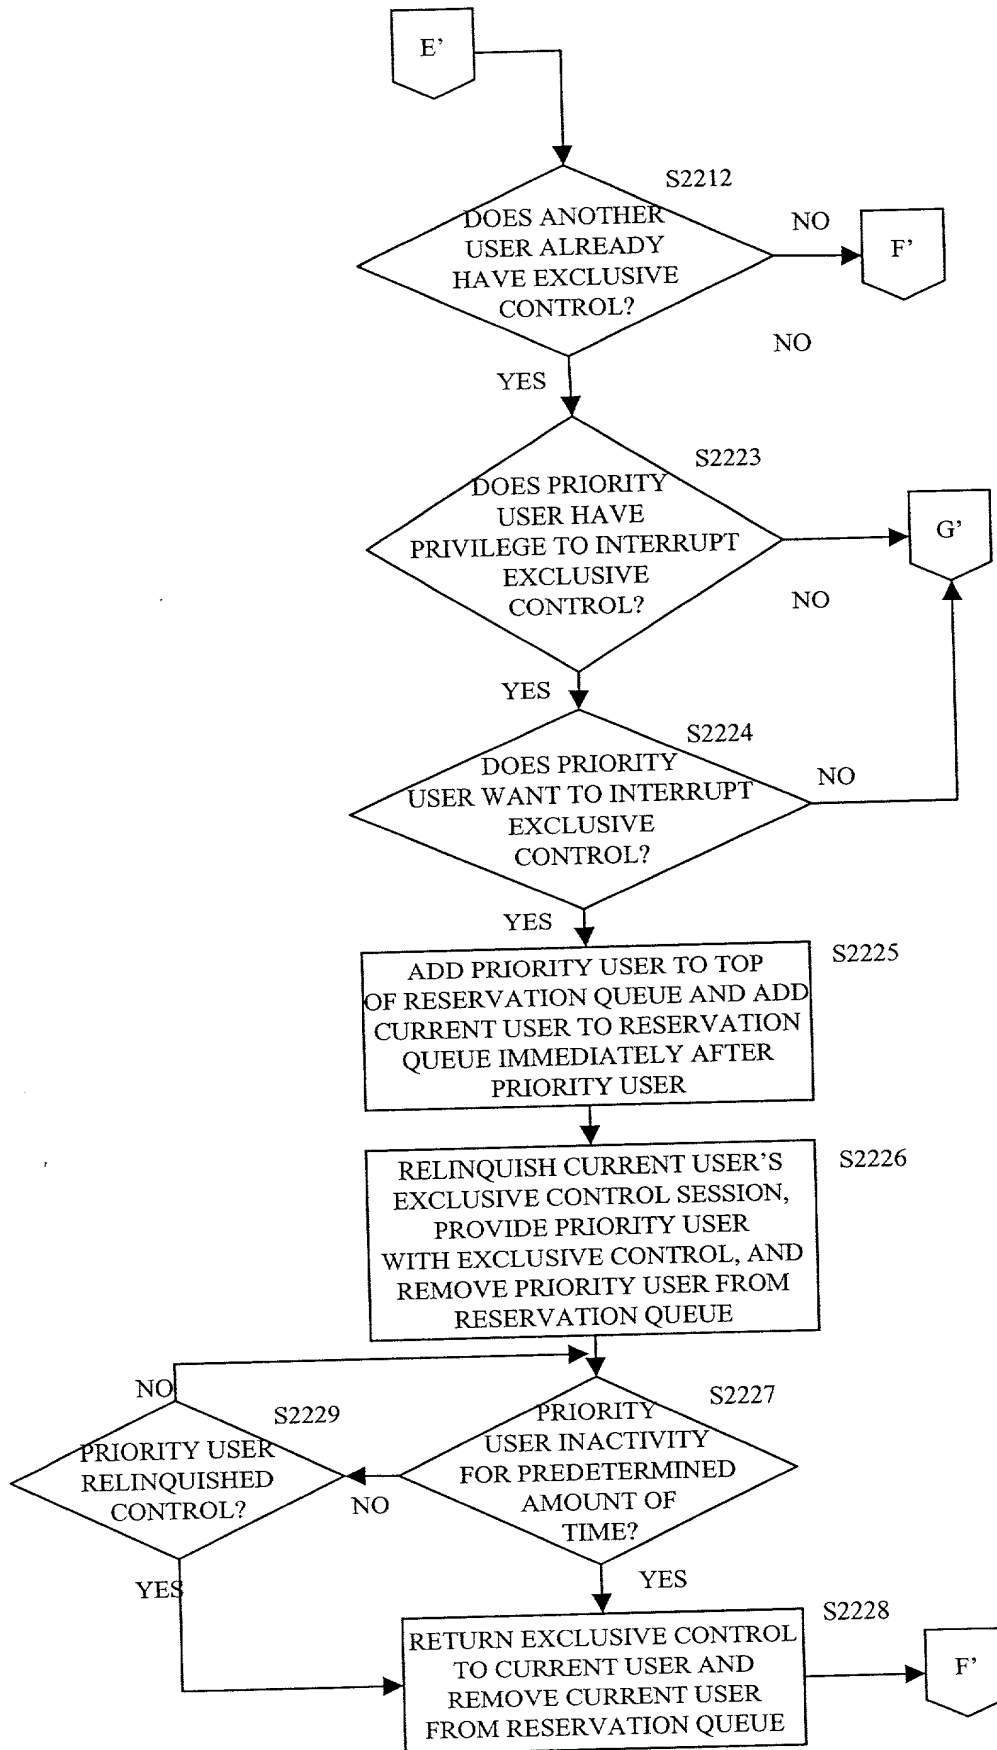 E'
S2212
DOES ANOTHER
USER ALREADY
HAVE EXCLUSIVE
CONTROL?
NO
F'
NO
YES
S2223
DOES PRIORITY
USER HAVE
PRIVILEGE TO INTERRUPT
EXCLUSIVE
CONTROL?
G'
NO
YES
S2224
DOES PRIORITY
USER WANT TO INTERRUPT
EXCLUSIVE
CONTROL?
NO
YES
S2225
ADD PRIORITY USER TO TOP
OF RESERVATION QUEUE AND ADD
CURRENT USER TO RESERVATION
QUEUE IMMEDIATELY AFTER
PRIORITY USER
S2226
RELINQUISH CURRENT USER'S
EXCLUSIVE CONTROL SESSION,
PROVIDE PRIORITY USER
WITH EXCLUSIVE CONTROL, AND
REMOVE PRIORITY USER FROM
RESERVATION QUEUE
NO
S2229
PRIORITY USER
RELINQUISHED
CONTROL?
NO
S2227
PRIORITY
USER INACTIVITY
FOR PREDETERMINED
AMOUNT OF
TIME?
YES
YES
S2228
RETURN EXCLUSIVE CONTROL
TO CURRENT USER AND
REMOVE CURRENT USER
FROM RESERVATION QUEUE
F'